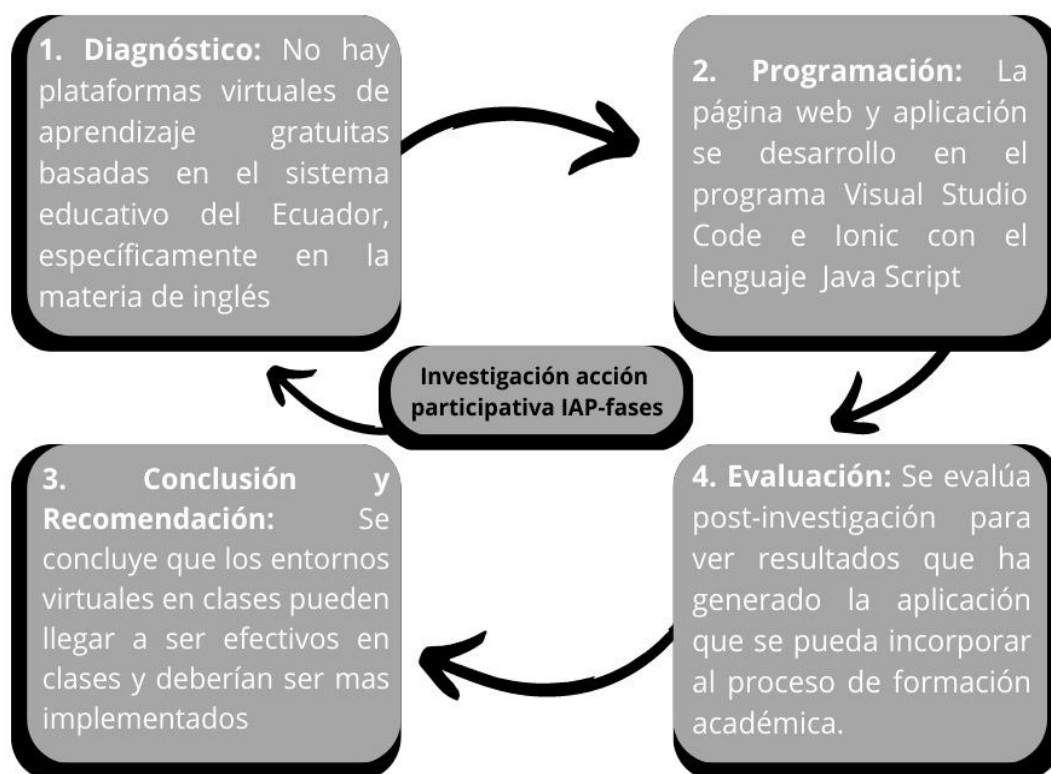 1. Diagnóstico: No hay
plataformas virtuales de
aprendizaje gratuitas
basadas en el sistema
educativo del Ecuador,
específicamente en la
materia de inglés
2. Programación: La
página web y aplicación
se desarrollo en el
programa Visual Studio
Code e Ionic con el
lenguaje Java Script
Investigación acción
participativa IAP-fases
3. Conclusión y
Recomendación: Se
concluye que los entornos
virtuales en clases pueden
llegar a ser efectivos en
clases y deberían ser mas
implementados
4. Evaluación: Se evalúa
post-investigación para
ver resultados que ha
generado la aplicación
que se pueda incorporar
al proceso de formación
académica.